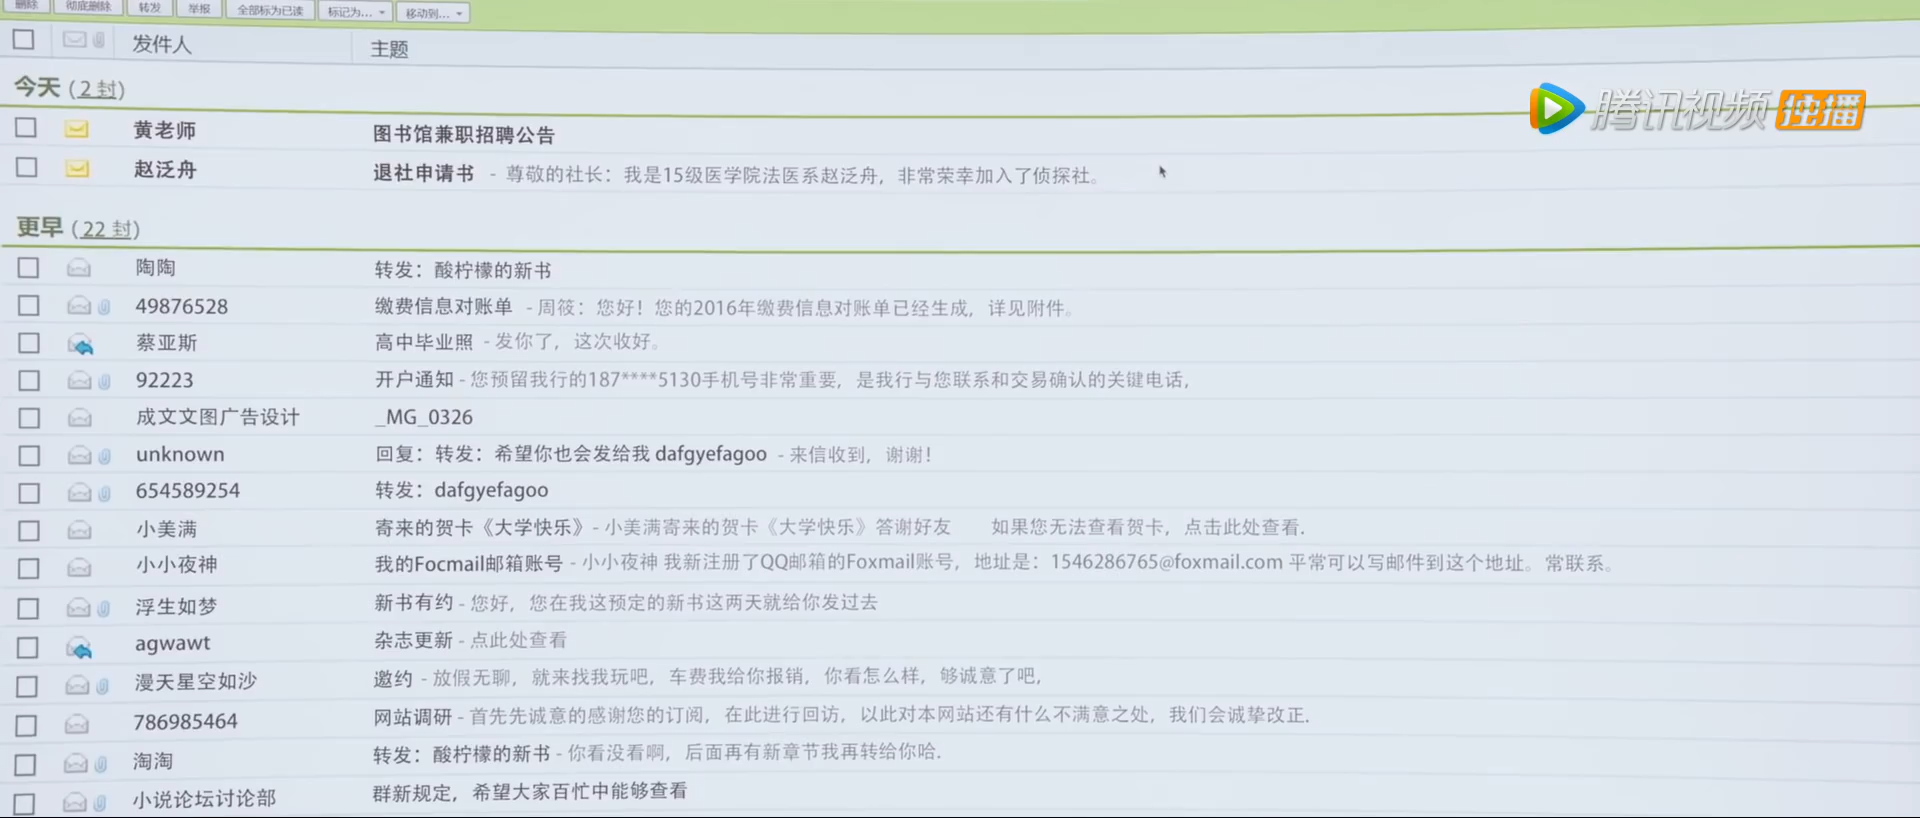 删除 彻底删除 转发 举报 全部标为已读 标记为... 移动到...
发件人 主题
今天 (2 封)
黄老师 图书馆兼职招聘公告
赵泛舟 退社申请书 - 尊敬的社长：我是15级医学院法医系赵泛舟，非常荣幸加入了侦探社。
腾讯视频 独播
更早 (22 封)
陶陶 转发：酸柠檬的新书
49876528 缴费信息对账单 - 周筱：您好！您的2016年缴费信息对账单已经生成，详见附件。
蔡亚斯 高中毕业照 - 发你了，这次收好。
92223 开户通知 - 您预留我行的187****5130手机号非常重要，是我行与您联系和交易确认的关键电话，
成文文图广告设计 _MG_0326
unknown 回复：转发：希望你也会发给我 dafgyefagoo - 来信收到，谢谢！
654589254 转发：dafgyefagoo
小美满 寄来的贺卡《大学快乐》- 小美满寄来的贺卡《大学快乐》答谢好友 如果您无法查看贺卡，点击此处查看.
小小夜神 我的Focmail邮箱账号 - 小小夜神 我新注册了QQ邮箱的Foxmail账号，地址是：1546286765@foxmail.com 平常可以写邮件到这个地址。常联系。
浮生如梦 新书有约 - 您好，您在我这预定的新书这两天就给你发过去
agwawt 杂志更新 - 点此处查看
漫天星空如沙 邀约 - 放假无聊，就来找我玩吧，车费我给你报销，你看怎么样，够诚意了吧,
786985464 网站调研 - 首先先诚意的感谢您的订阅，在此进行回访，以此对本网站还有什么不满意之处，我们会诚挚改正.
淘淘 转发：酸柠檬的新书 - 你看没看啊，后面再有新章节我再转给你哈.
小说论坛讨论部 群新规定，希望大家百忙中能够查看